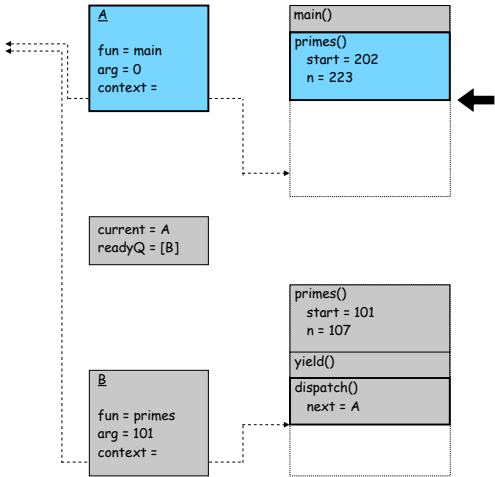 A
fun = main
arg = 0
context =
main()
primes()
start = 202
n = 223
current = A
readyQ = [B]
primes()
start = 101
n = 107
yield()
dispatch()
next = A
B
fun = primes
arg = 101
context =